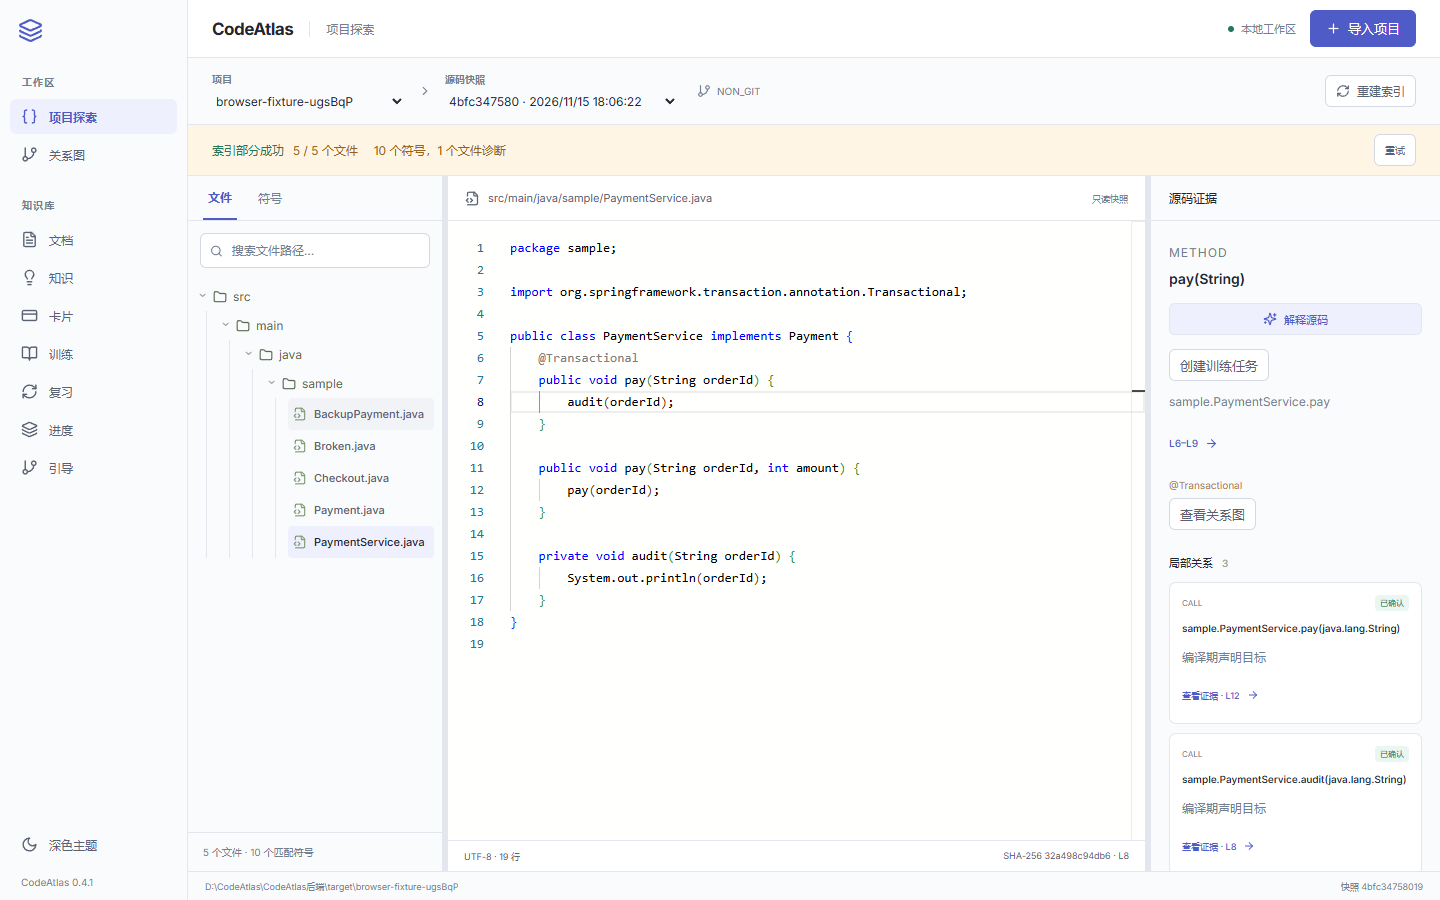 CodeAtlas
项目探索
本地工作区
导入项目
工作区
项目探索
关系图
知识库
文档
知识
卡片
训练
复习
进度
引导
深色主题
CodeAtlas 0.4.1
项目
browser-fixture-ugsBqP
源码快照
4bfc347580 · 2026/11/15 18:06:22
NON_GIT
重建索引
索引部分成功 5 / 5 个文件 10 个符号，1 个文件诊断
重试
文件
符号
搜索文件路径...
src
main
java
sample
BackupPayment.java
Broken.java
Checkout.java
Payment.java
PaymentService.java
5 个文件 · 10 个匹配符号
src/main/java/sample/PaymentService.java
只读快照
1 package sample;
2
3 import org.springframework.transaction.annotation.Transactional;
4
5 public class PaymentService implements Payment {
6 @Transactional
7 public void pay(String orderId) {
8 audit(orderId);
9 }
10
11 public void pay(String orderId, int amount) {
12 pay(orderId);
13 }
14
15 private void audit(String orderId) {
16 System.out.println(orderId);
17 }
18 }
19
UTF-8 · 19 行
SHA-256 32a498c94db6 · L8
源码证据
METHOD
pay(String)
解释源码
创建训练任务
sample.PaymentService.pay
L6–L9
@Transactional
查看关系图
局部关系 3
CALL
已确认
sample.PaymentService.pay(java.lang.String)
编译期声明目标
查看证据 · L12
CALL
已确认
sample.PaymentService.audit(java.lang.String)
编译期声明目标
查看证据 · L8
D:\CodeAtlas\CodeAtlas后端\target\browser-fixture-ugsBqP
快照 4bfc34758019